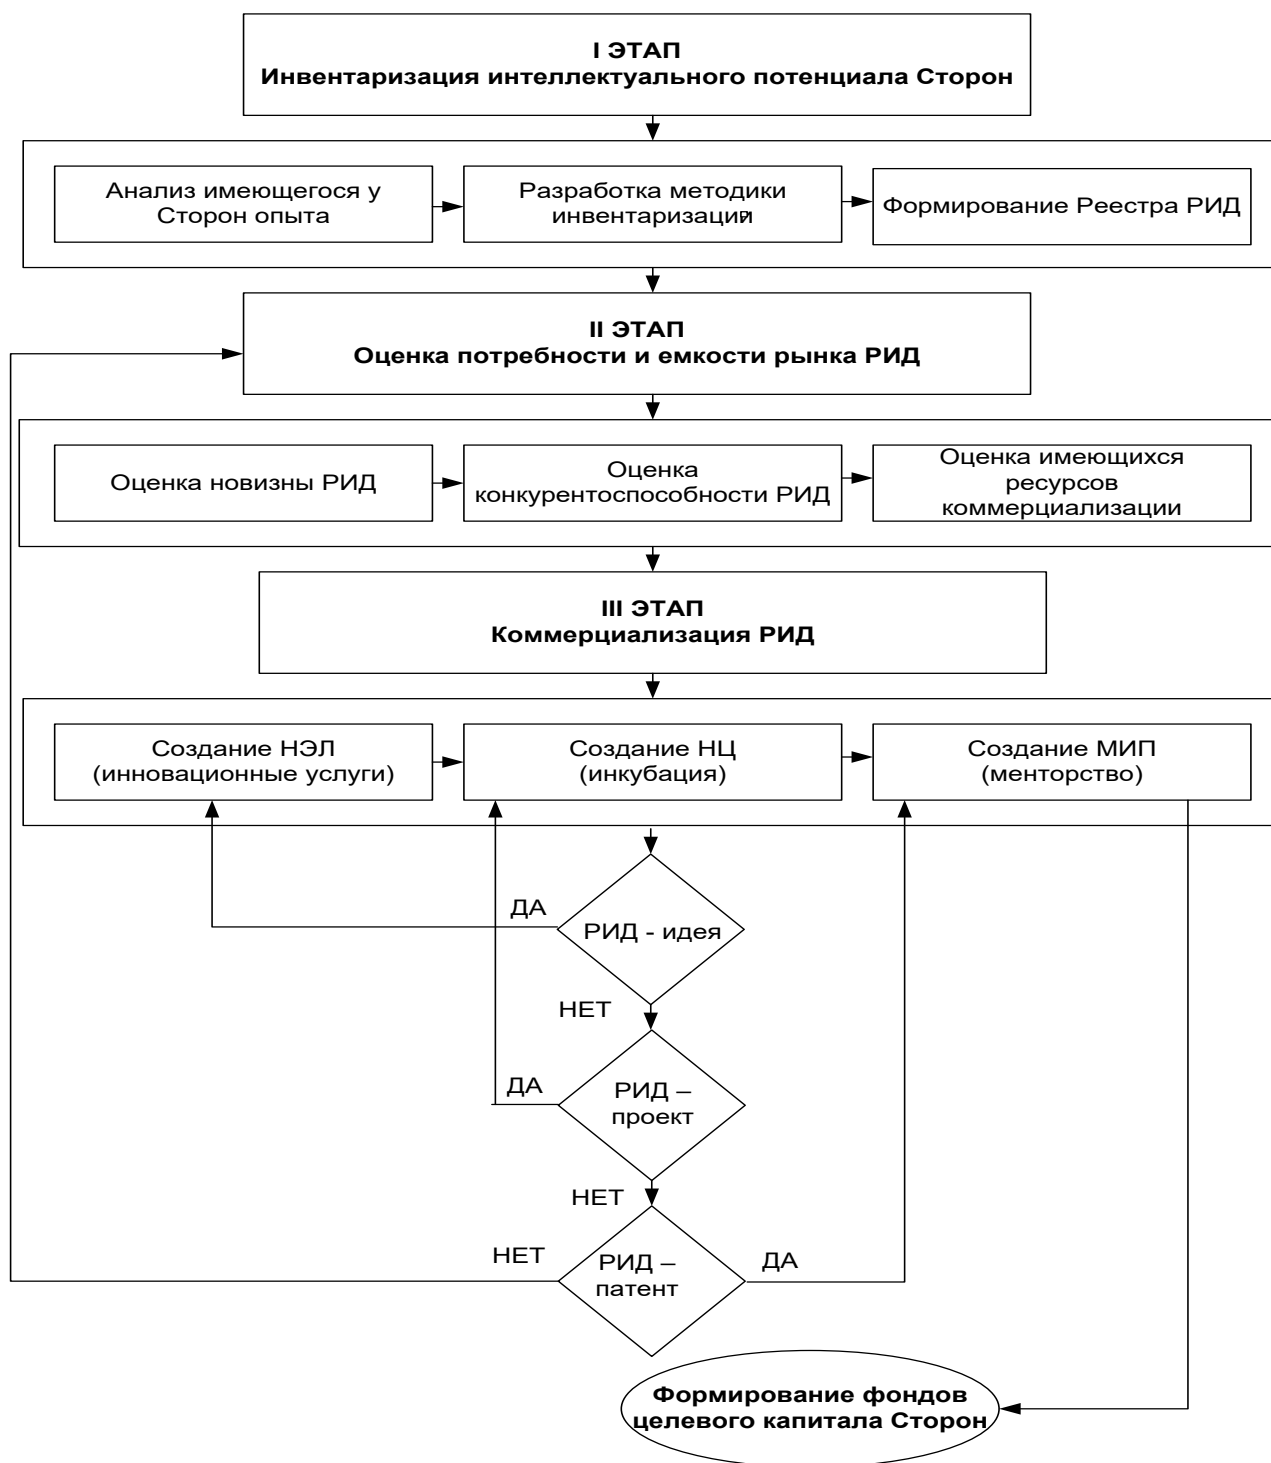 I ЭТАП
Инвентаризация интеллектуального потенциала Сторон
Анализ имеющегося у
Сторон опыта
Разработка методики
инвентаризации
Формирование Реестра РИД
II ЭТАП
Оценка потребности и емкости рынка РИД
Оценка новизны РИД
Оценка
конкурентоспособности РИД
Оценка имеющихся
ресурсов
коммерциализации
III ЭТАП
Коммерциализация РИД
Создание НЭЛ
(инновационные услуги)
Создание НЦ
(инкубация)
Создание МИП
(менторство)
ДА
РИД - идея
НЕТ
ДА
РИД –
проект
НЕТ
НЕТ
РИД –
патент
ДА
Формирование фондов
целевого капитала Сторон